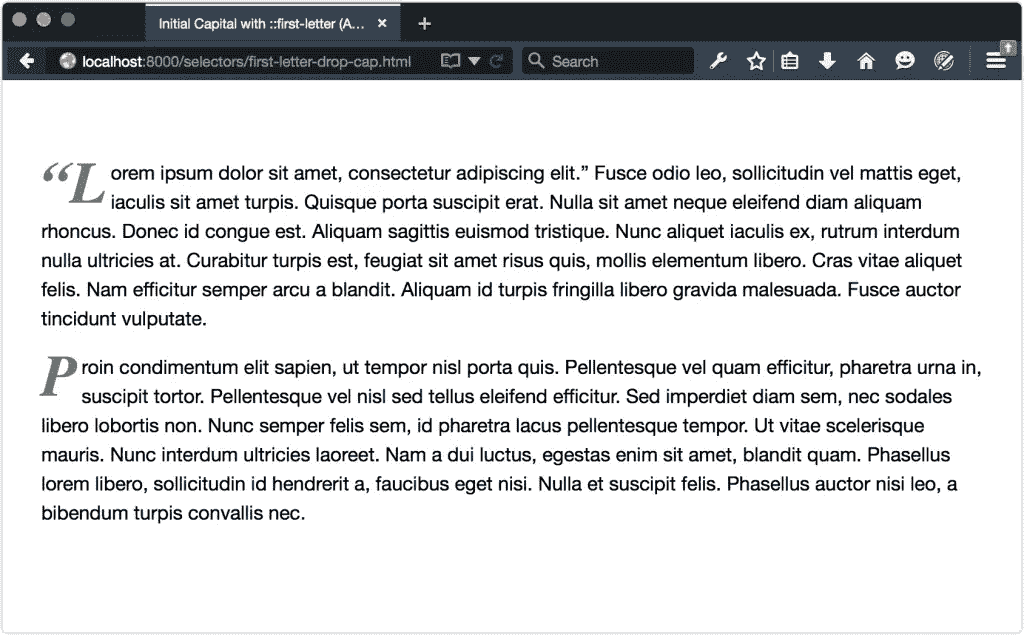 Initial Capital with ::first-letter (A...
localhost:8000/selectors/first-letter-drop-cap.html
Search
“Lorem ipsum dolor sit amet, consectetur adipiscing elit.” Fusce odio leo, sollicitudin vel mattis eget,
iaculis sit amet turpis. Quisque porta suscipit erat. Nulla sit amet neque eleifend diam aliquam
rhoncus. Donec id congue est. Aliquam sagittis euismod tristique. Nunc aliquet iaculis ex, rutrum interdum
nulla ultricies at. Curabitur turpis est, feugiat sit amet risus quis, mollis elementum libero. Cras vitae aliquet
felis. Nam efficitur semper arcu a blandit. Aliquam id turpis fringilla libero gravida malesuada. Fusce auctor
tincidunt vulputate.
Proin condimentum elit sapien, ut tempor nisl porta quis. Pellentesque vel quam efficitur, pharetra urna in,
suscipit tortor. Pellentesque vel nisl sed tellus eleifend efficitur. Sed imperdiet diam sem, nec sodales
libero lobortis non. Nunc semper felis sem, id pharetra lacus pellentesque tempor. Ut vitae scelerisque
mauris. Nunc interdum ultricies laoreet. Nam a dui luctus, egestas enim sit amet, blandit quam. Phasellus
lorem libero, sollicitudin id hendrerit a, faucibus eget nisi. Nulla et suscipit felis. Phasellus auctor nisi leo, a
bibendum turpis convallis nec.